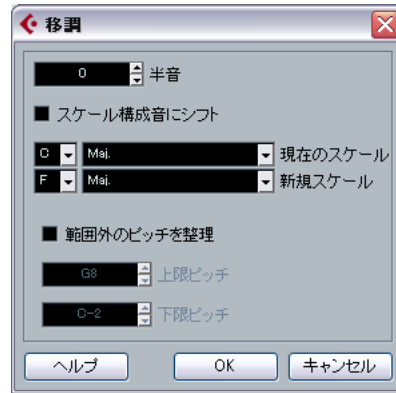 移調
0 半音
スケール構成音にシフト
C Maj. 現在のスケール
F Maj. 新規スケール
範囲外のピッチを整理
G8 上限ピッチ
C-2 下限ピッチ
ヘルプ OK キャンセル